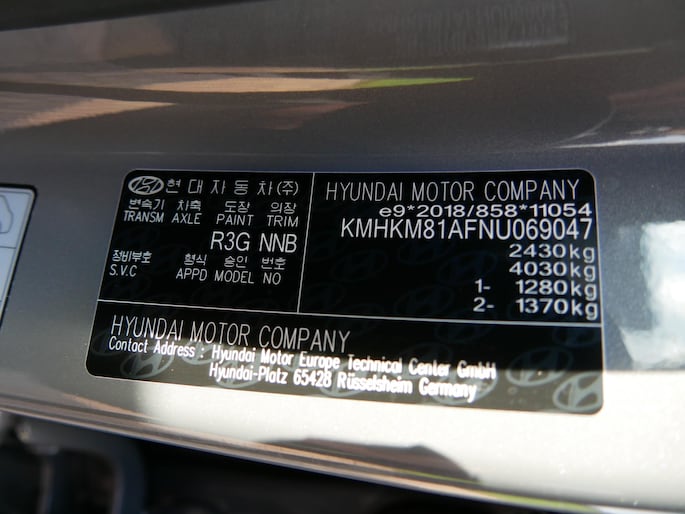 현대자동차(주)
변속기 차축 도장 의장
TRANSM AXLE PAINT TRIM
R3G NNB
정비부호 형식 승인 번호
S.V.C APPD MODEL NO
HYUNDAI MOTOR COMPANY
e9*2018/858*11054
KMHKM81AFNU069047
2430kg
4030kg
1- 1280kg
2- 1370kg
HYUNDAI MOTOR COMPANY
Contact Address : Hyundai Motor Europe Technical Center GmbH
Hyundai-Platz 65428 Rüsselsheim Germany